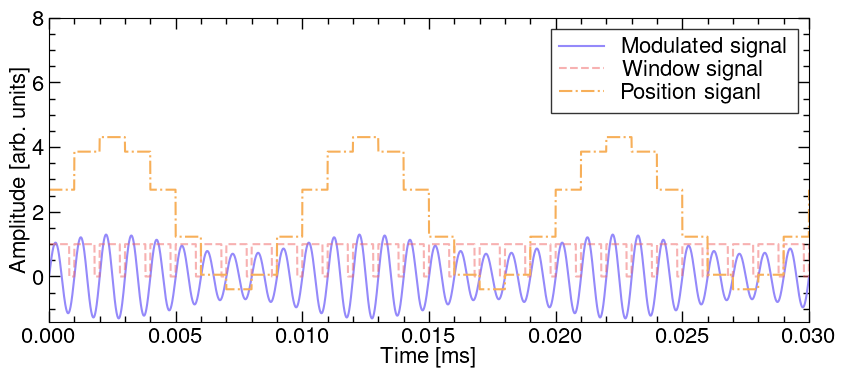 8
6
4
2
0
Amplitude [arb. units]
Modulated signal
Window signal
Position siganl
0.000 0.005 0.010 0.015 0.020 0.025 0.030
Time [ms]